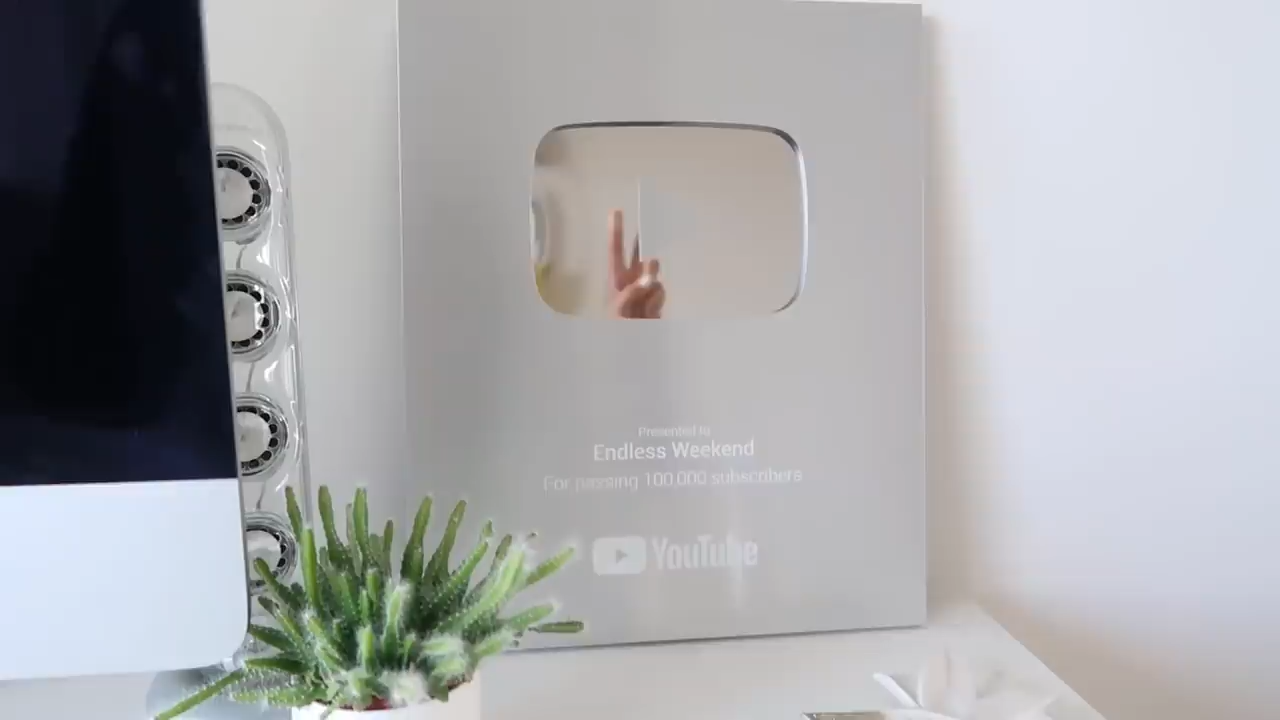 Presented to
Endless Weekend
For passing 100,000 subscribers
YouTube